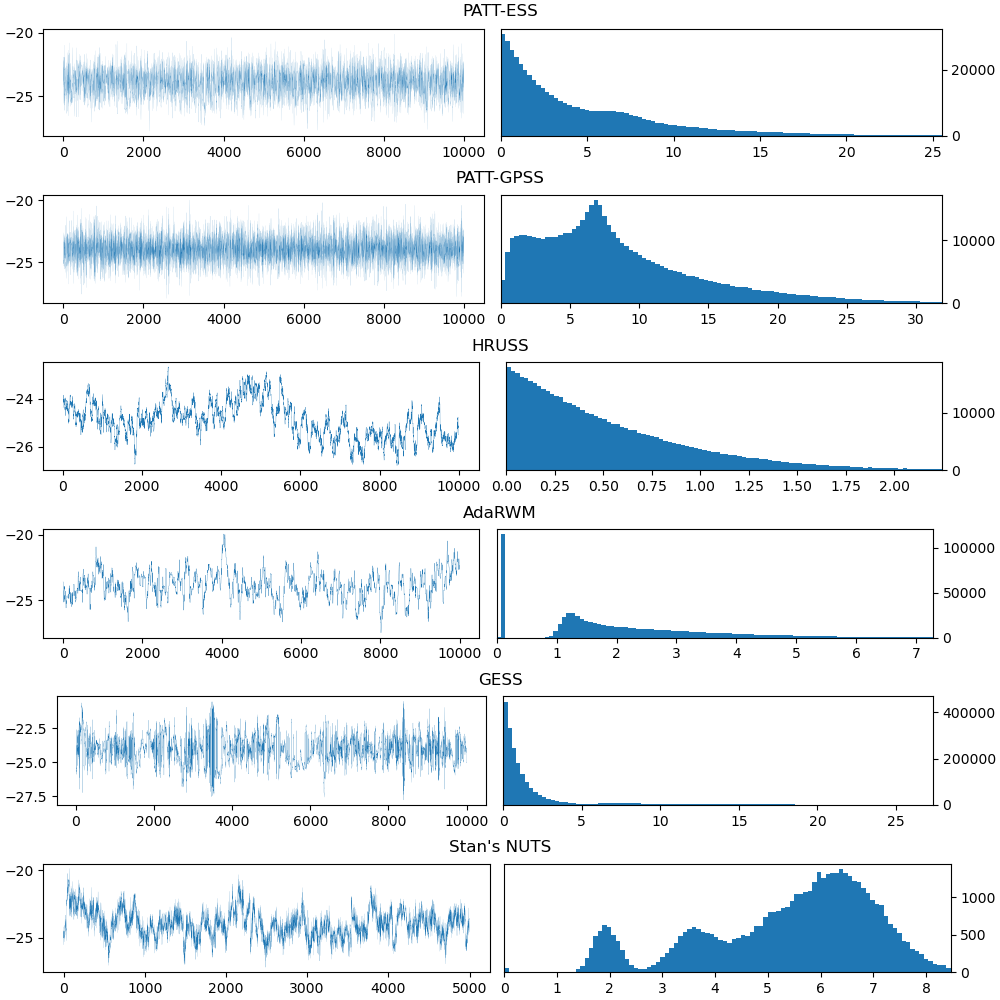 PATT-ESS
−20
−25
0 2000 4000 6000 8000 10000
20000
0
0 5 10 15 20 25
PATT-GPSS
−20
−25
0 2000 4000 6000 8000 10000
10000
0
0 5 10 15 20 25 30
HRUSS
−24
−26
0 2000 4000 6000 8000 10000
10000
0
0.00 0.25 0.50 0.75 1.00 1.25 1.50 1.75 2.00
AdaRWM
−20
−25
0 2000 4000 6000 8000 10000
100000
50000
0
0 1 2 3 4 5 6 7
GESS
−22.5
−25.0
−27.5
0 2000 4000 6000 8000 10000
400000
200000
0
0 5 10 15 20 25
Stan's NUTS
−20
−25
0 1000 2000 3000 4000 5000
1000
500
0
0 1 2 3 4 5 6 7 8